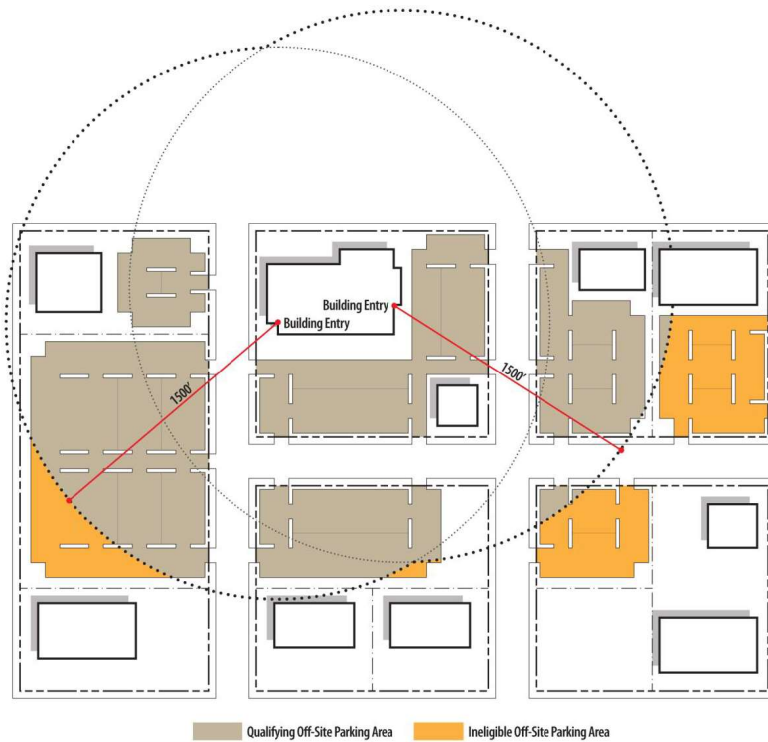 Building Entry
Building Entry
1500'
1500'
Qualifying Off-Site Parking Area
Ineligible Off-Site Parking Area